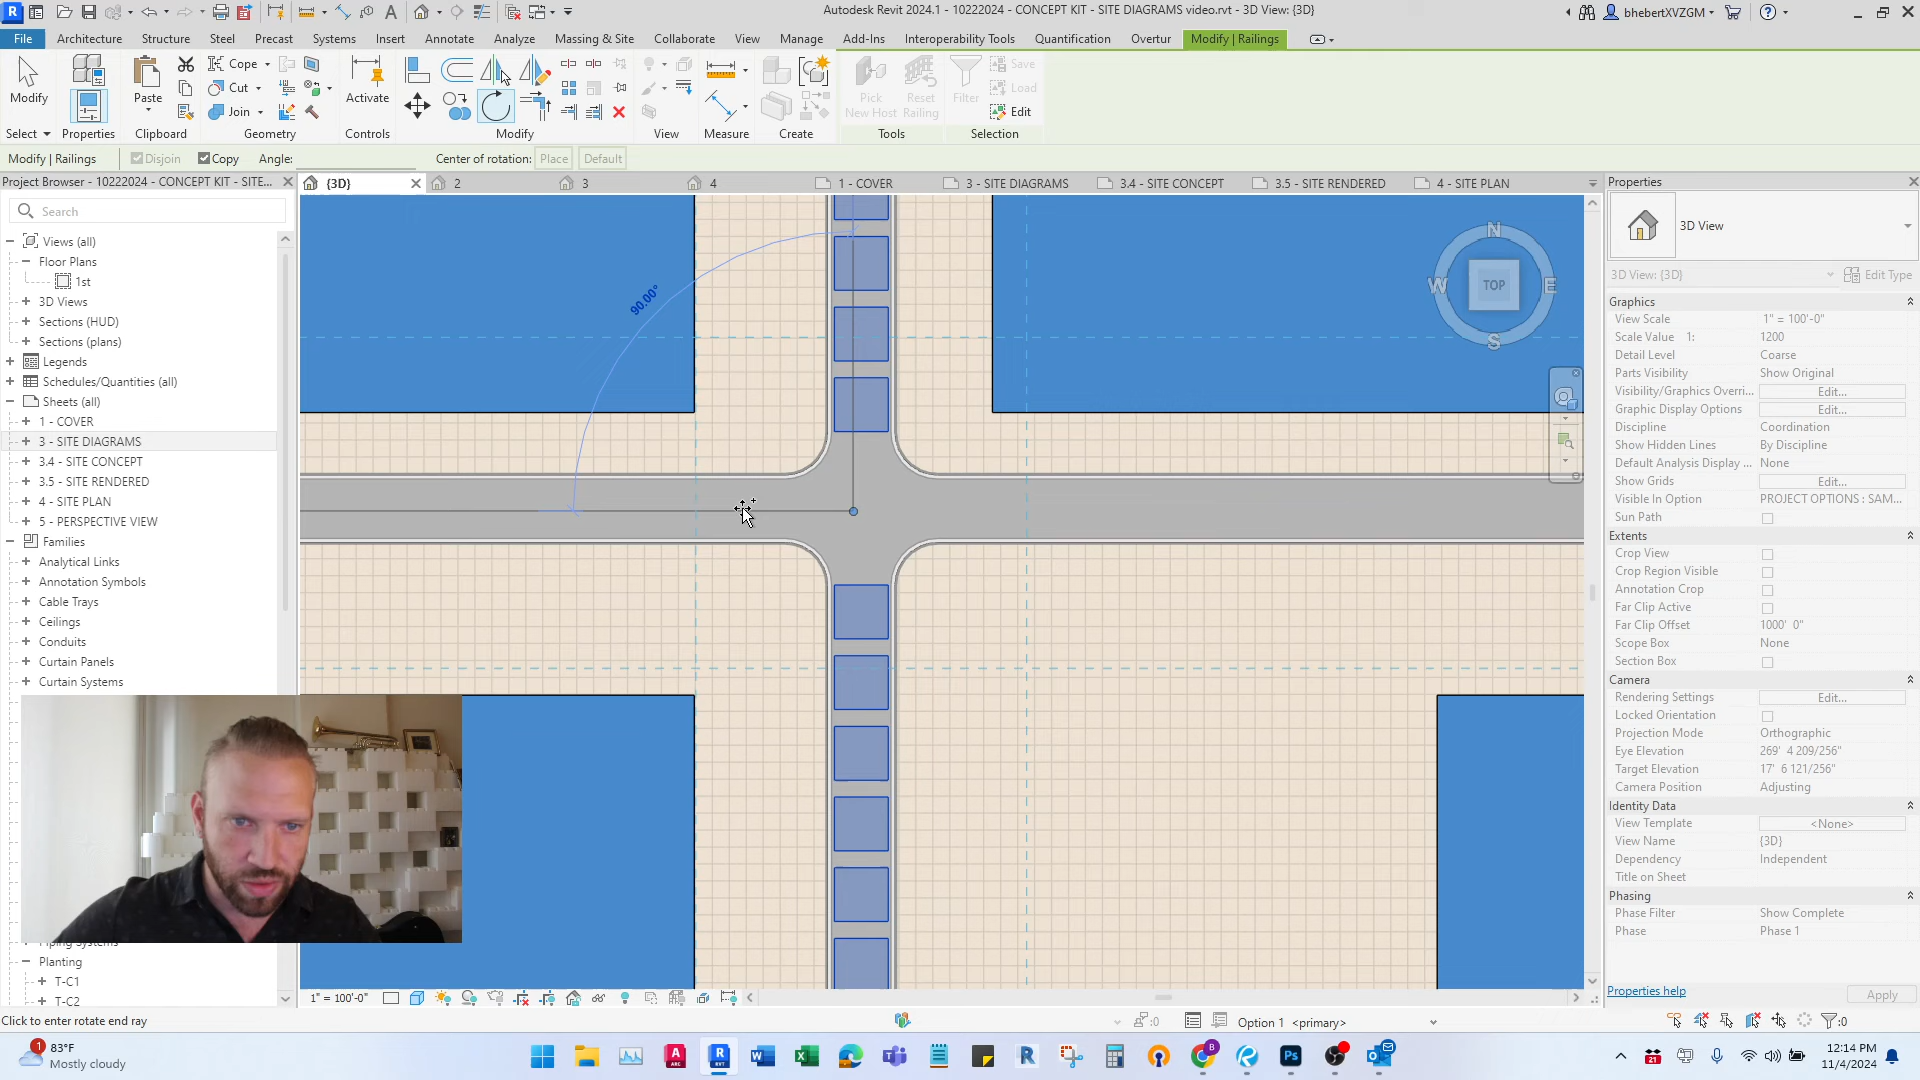 Autodesk Revit 2024.1 - 10222024 - CONCEPT KIT - SITE DIAGRAMS video.rvt - 3D View: {3D}
bhebertXVZGM
File
Architecture
Structure
Steel
Precast
Systems
Insert
Annotate
Analyze
Massing & Site
Collaborate
View
Manage
Add-Ins
Interoperability Tools
Quantification
Overtur
Modify | Railings
Modify
Paste
Cope
Cut
Join
Activate
Pick New Host
Reset Railing
Filter
Save
Load
Edit
Select
Properties
Clipboard
Geometry
Controls
Modify
View
Measure
Create
Tools
Selection
Modify | Railings
Disjoin
Copy
Angle:
Center of rotation:
Place
Default
Project Browser - 10222024 - CONCEPT KIT - SITE...
{3D}
2
3
4
1 - COVER
3 - SITE DIAGRAMS
3.4 - SITE CONCEPT
3.5 - SITE RENDERED
4 - SITE PLAN
Search
Views (all)
Floor Plans
1st
3D Views
Sections (HUD)
Sections (plans)
Legends
Schedules/Quantities (all)
Sheets (all)
1 - COVER
3 - SITE DIAGRAMS
3.4 - SITE CONCEPT
3.5 - SITE RENDERED
4 - SITE PLAN
5 - PERSPECTIVE VIEW
Families
Analytical Links
Annotation Symbols
Cable Trays
Ceilings
Conduits
Curtain Panels
Curtain Systems
Piping Systems
Planting
T-C1
T-C2
90.00°
N
W
TOP
E
S
Properties
3D View
3D View: {3D}
Edit Type
Graphics
View Scale 1" = 100'-0"
Scale Value 1: 1200
Detail Level Coarse
Parts Visibility Show Original
Visibility/Graphics Overri... Edit...
Graphic Display Options Edit...
Discipline Coordination
Show Hidden Lines By Discipline
Default Analysis Display ... None
Show Grids Edit...
Visible In Option PROJECT OPTIONS : SAM...
Sun Path
Extents
Crop View
Crop Region Visible
Annotation Crop
Far Clip Active
Far Clip Offset 1000' 0"
Scope Box None
Section Box
Camera
Rendering Settings Edit...
Locked Orientation
Projection Mode Orthographic
Eye Elevation 269' 4 209/256"
Target Elevation 17' 6 121/256"
Camera Position Adjusting
Identity Data
View Template <None>
View Name {3D}
Dependency Independent
Title on Sheet
Phasing
Phase Filter Show Complete
Phase Phase 1
Properties help
Apply
1" = 100'-0"
Click to enter rotate end ray
:0
Option 1 <primary>
:0
1
83°F
Mostly cloudy
21
12:14 PM
11/4/2024